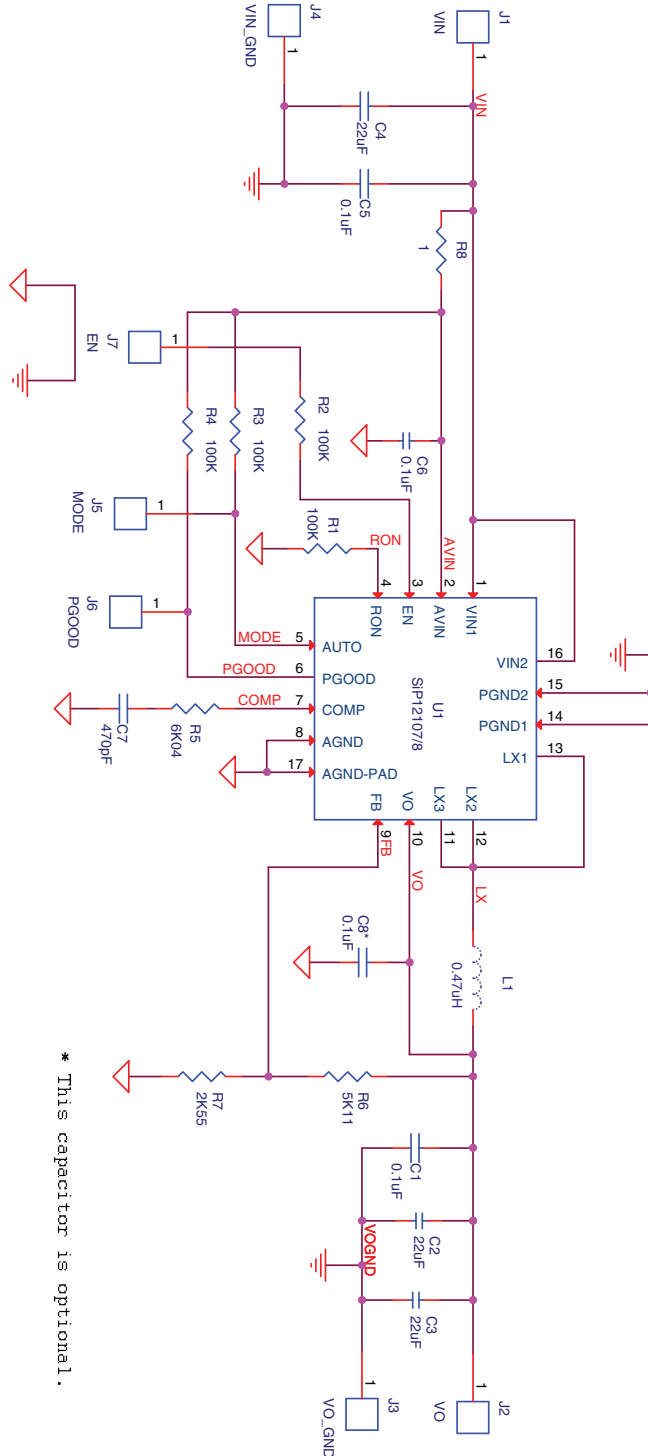 J4
VIN_GND
1
J1
VIN
1
VIN
C4
22uF
C5
0.1uF
R8
1
J7
EN
1
R4 100K
R3 100K
R2 100K
C6
0.1uF
J5
MODE
1
J6
PGOOD
1
R1
100K
RON
AVIN
4
3
2
1
RON
EN
AVIN
VIN1
MODE
5
AUTO
PGOOD
6
PGOOD
COMP
7
COMP
8
AGND
17
AGND-PAD
U1
SiP12107/8
VIN2
16
PGND2
15
PGND1
14
LX1
13
FB
VO
LX3
LX2
9
10
11
12
FB
VO
LX
C7
470pF
R5
6K04
C8*
0.1uF
L1
0.47uH
R7
2K55
R6
5K11
C1
0.1uF
C2
22uF
C3
22uF
VOGND
J3
VO_GND
1
J2
VO
1
* This capacitor is optional.